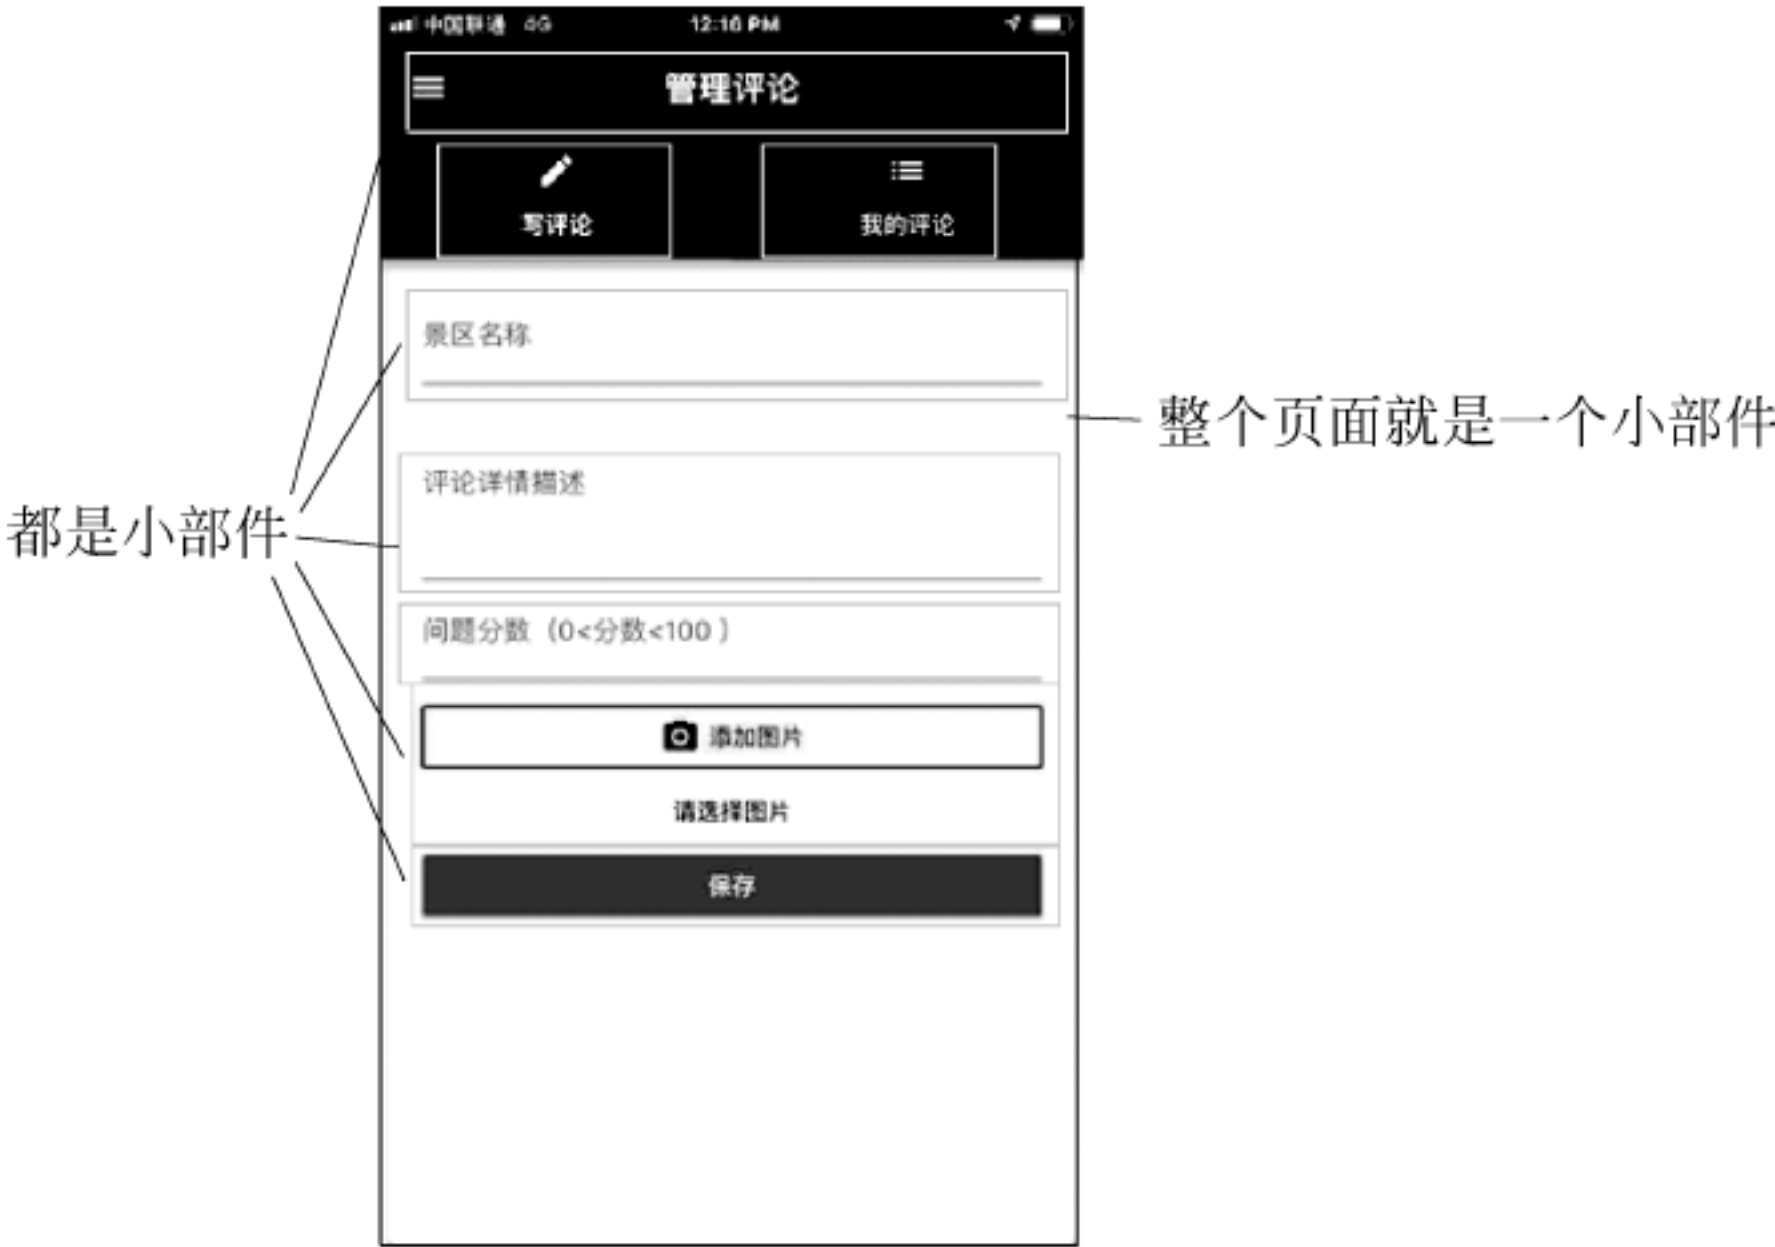 中国联通 4G 12:16 PM
管理评论
写评论 我的评论
景区名称
整个页面就是一个小部件
评论详情描述
都是小部件
问题分数（0<分数<100 ）
添加图片
请选择图片
保存